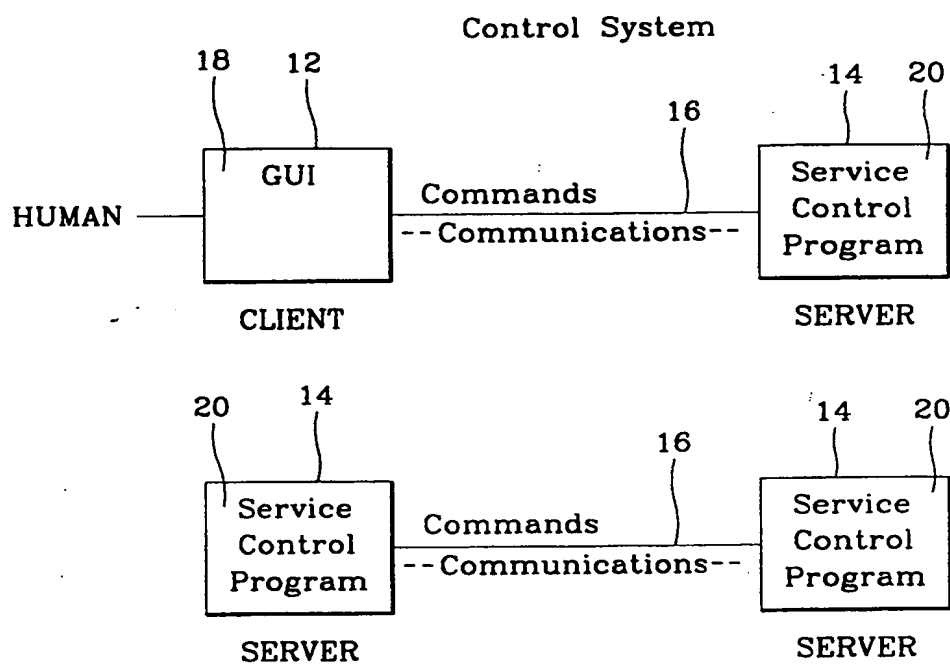 Control System
18 12 14 20
16
GUI
Service
Control
Program
HUMAN
Commands
--Communications--
CLIENT
SERVER
20 14 14 20
16
Service
Control
Program
Commands
--Communications--
Service
Control
Program
SERVER
SERVER